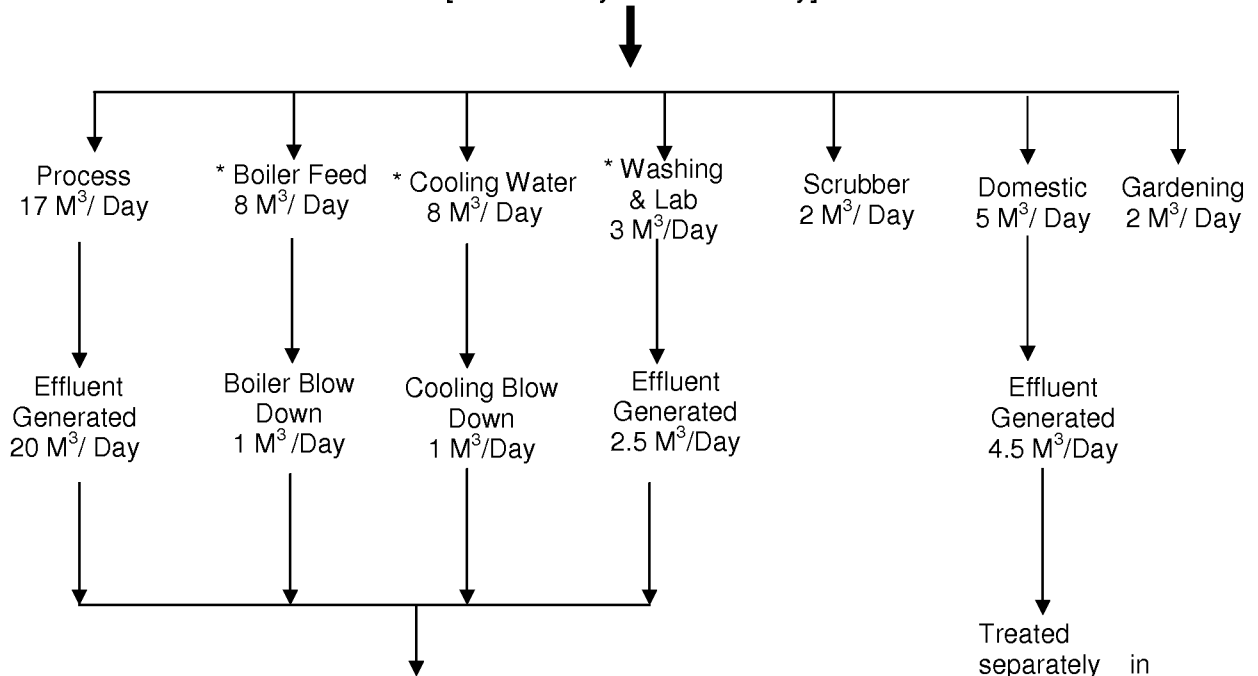 Process
17 M³/ Day
* Boiler Feed
8 M³/ Day
* Cooling Water
8 M³/ Day
* Washing
& Lab
3 M³/Day
Scrubber
2 M³/ Day
Domestic
5 M³/ Day
Gardening
2 M³/ Day
Effluent
Generated
20 M³/ Day
Boiler Blow
Down
1 M³/Day
Cooling Blow
Down
1 M³/Day
Effluent
Generated
2.5 M³/Day
Effluent
Generated
4.5 M³/Day
Treated
separately in